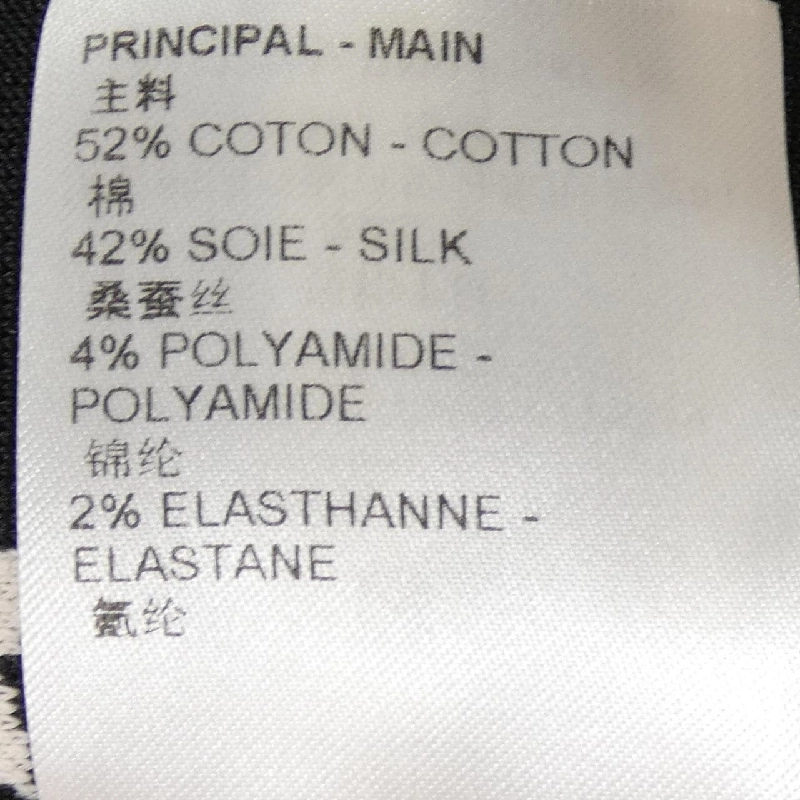 PRINCIPAL - MAIN
主料
52% COTON - COTTON
棉
42% SOIE - SILK
桑蚕丝
4% POLYAMIDE -
POLYAMIDE
锦纶
2% ELASTHANNE -
ELASTANE
氨纶